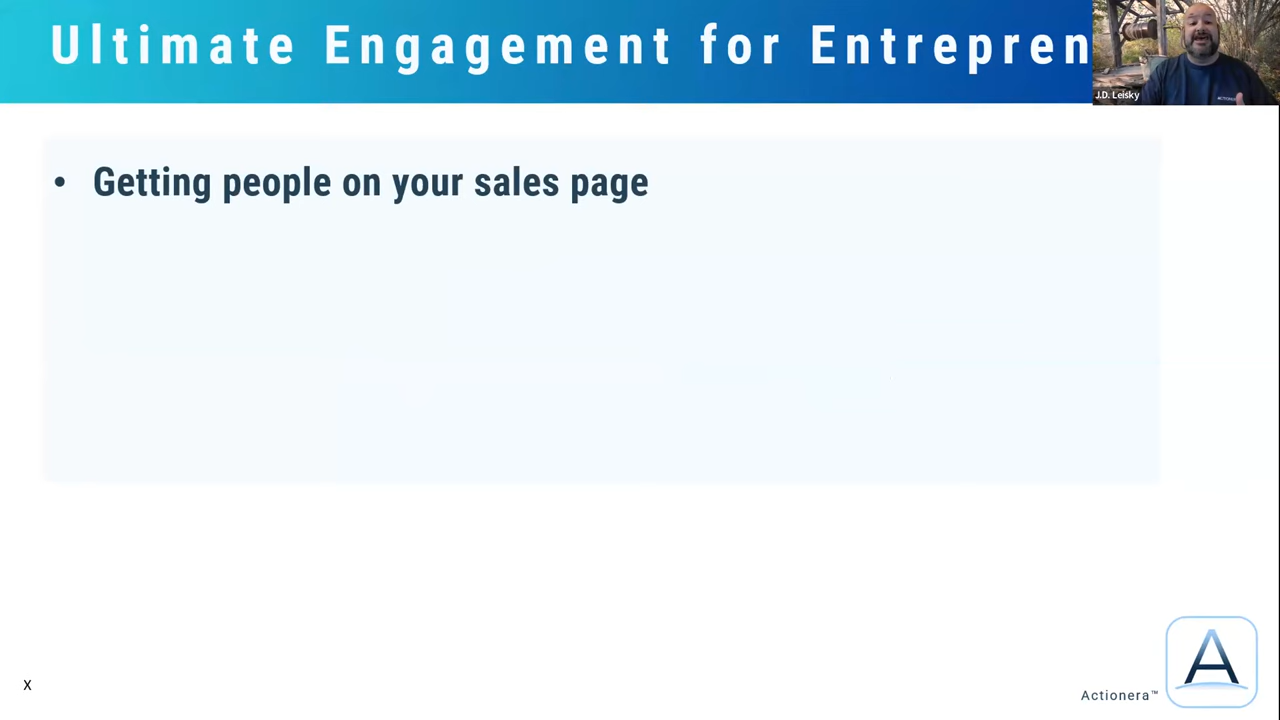 Ultimate Engagement for Entrepren
J.D. Leisky
• Getting people on your sales page
X
Actionera™
A